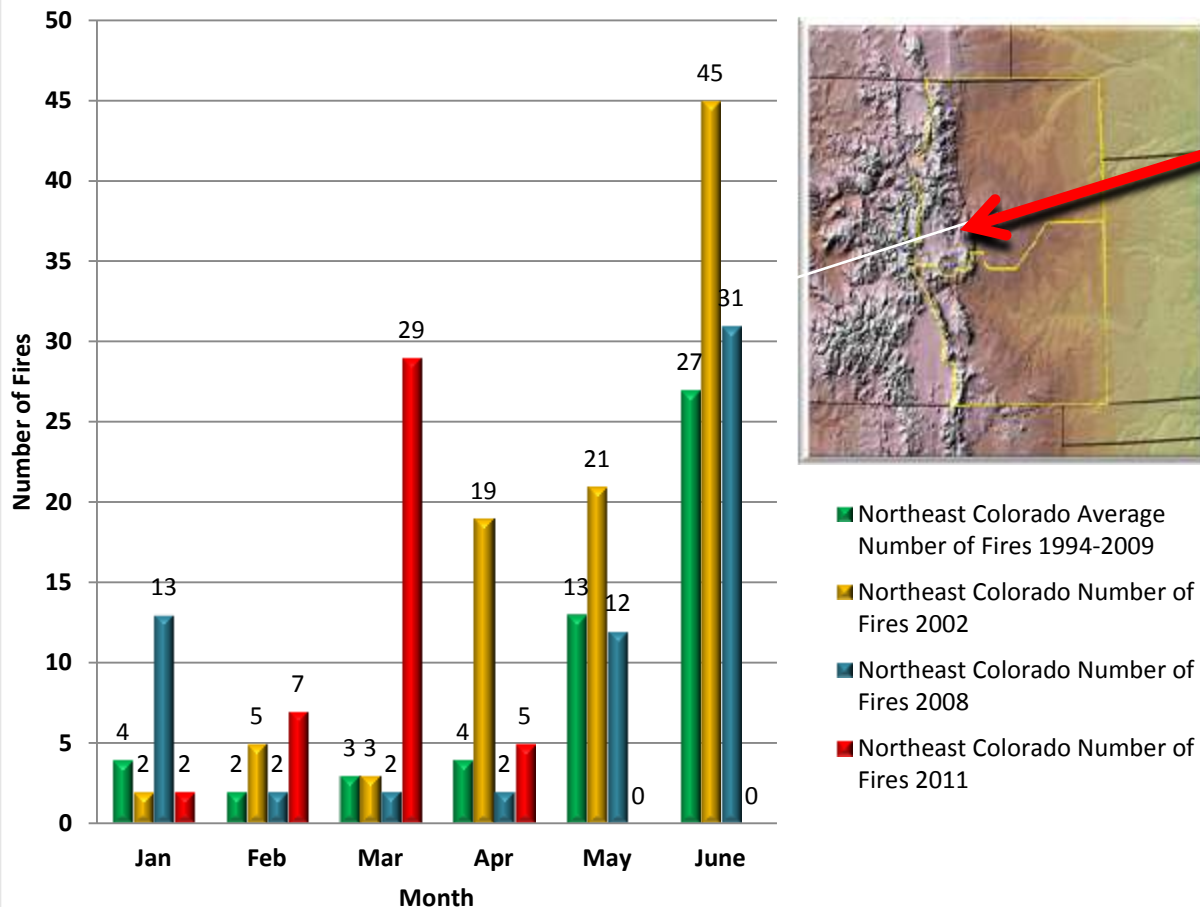 50
45
40
35
30
25
20
15
10
5
0
Number of Fires
4
2
13
2
2
5
2
7
3
3
2
29
4
19
2
5
13
21
12
0
27
45
31
0
Jan
Feb
Mar
Apr
May
June
Month
Northeast Colorado Average
Number of Fires 1994-2009
Northeast Colorado Number of
Fires 2002
Northeast Colorado Number of
Fires 2008
Northeast Colorado Number of
Fires 2011